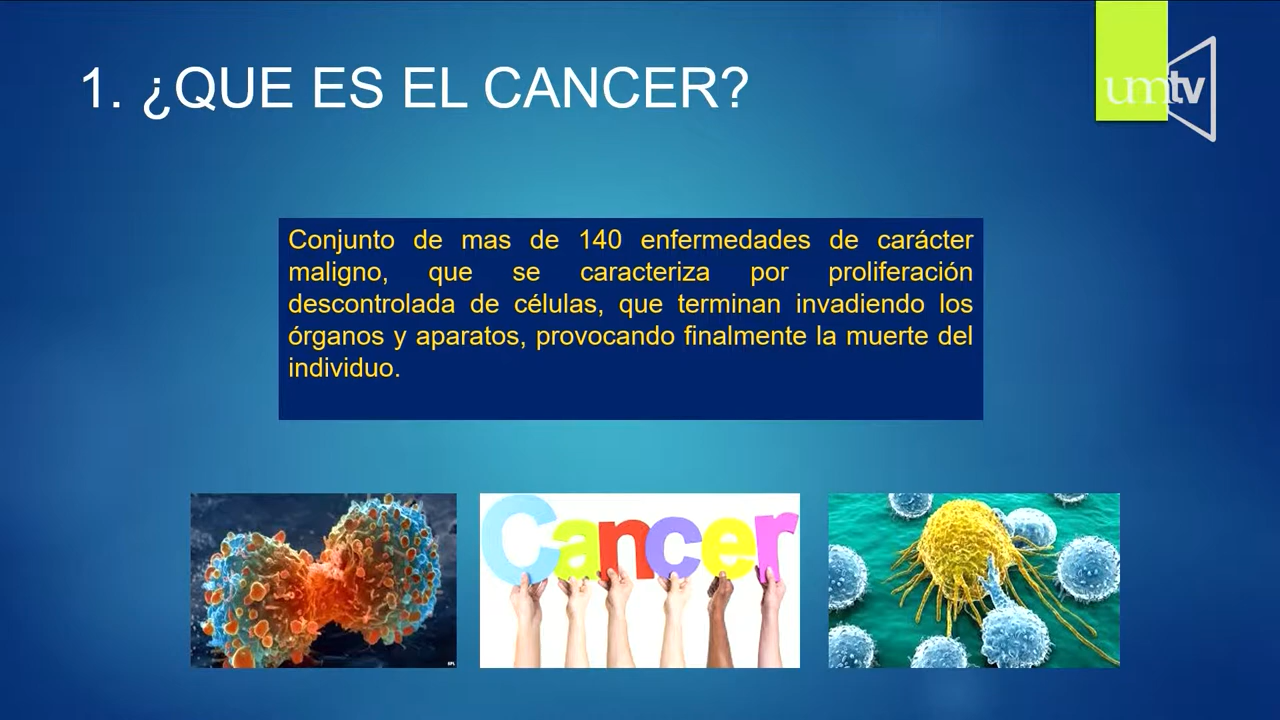 1. ¿QUE ES EL CANCER?
umtv
Conjunto de mas de 140 enfermedades de carácter
maligno, que se caracteriza por proliferación
descontrolada de células, que terminan invadiendo los
órganos y aparatos, provocando finalmente la muerte del
individuo.
Cancer